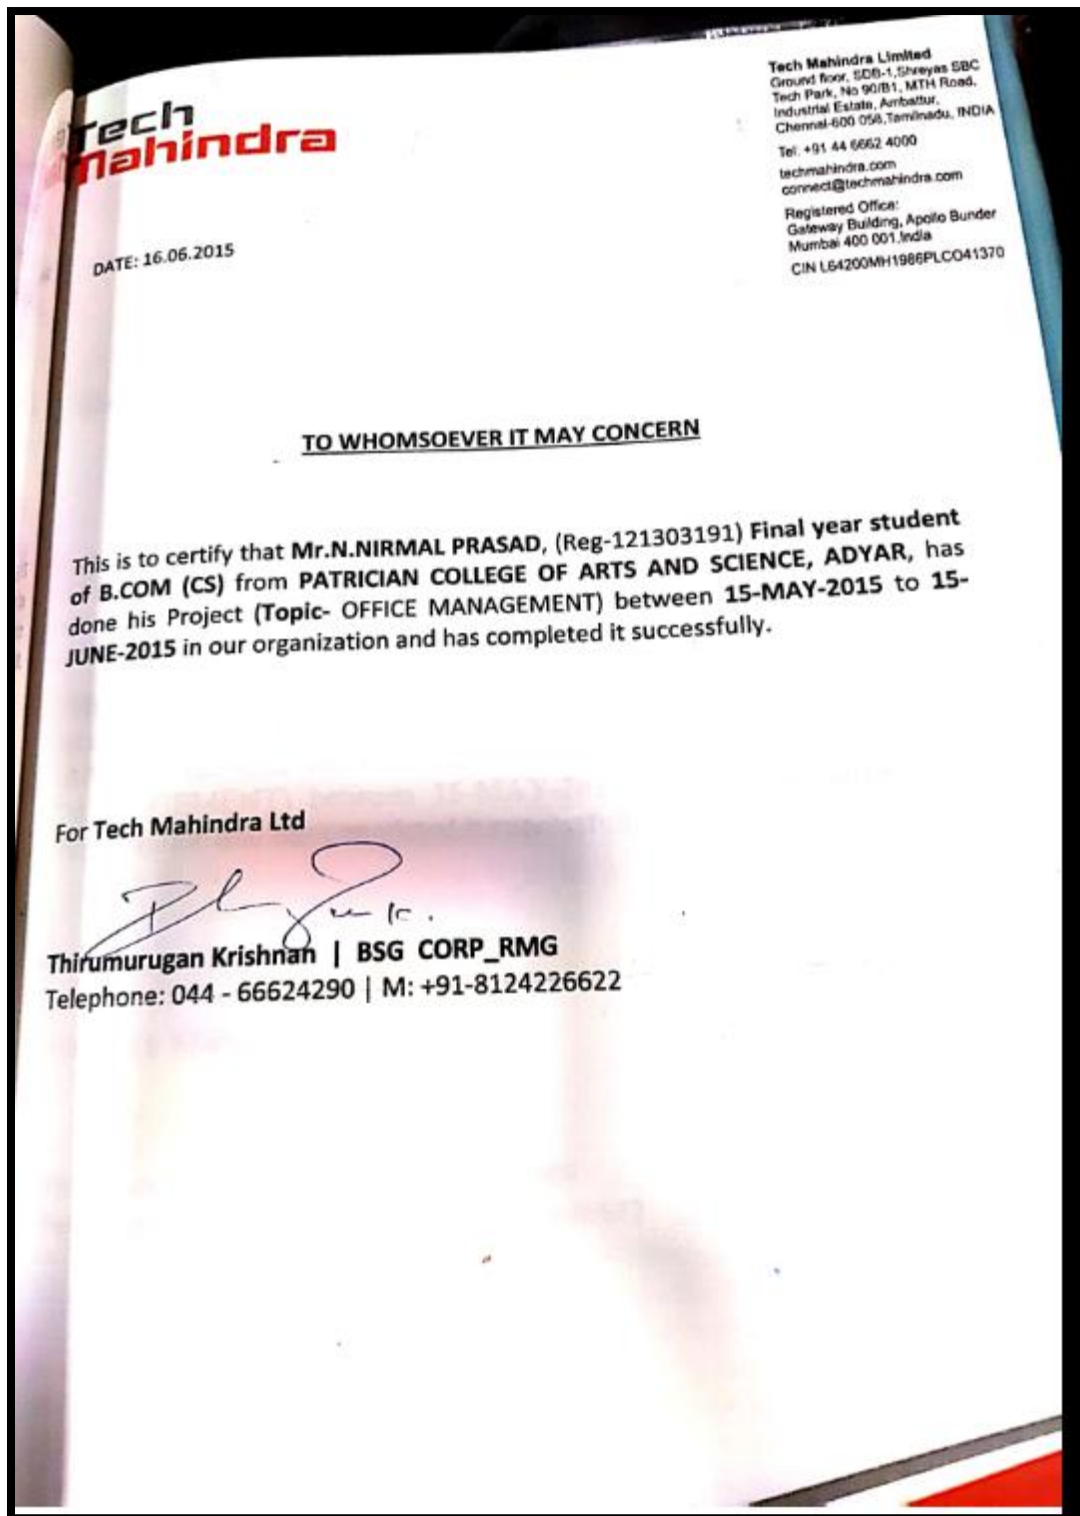 Tech
Mahindra
Tech Mahindra Limited
Ground floor, SDB-1,Shreyas SBC
Tech Park, No 90/B1, MTH Road,
Industrial Estate, Ambattur,
Chennai-600 058,Tamilnadu, INDIA
Tel: +91 44 6662 4000
techmahindra.com
connect@techmahindra.com
Registered Office:
Gateway Building, Apollo Bunder
Mumbai 400 001,India
CIN L64200MH1986PLCO41370
DATE: 16.06.2015
TO WHOMSOEVER IT MAY CONCERN
This is to certify that Mr.N.NIRMAL PRASAD, (Reg-121303191) Final year student
of B.COM (CS) from PATRICIAN COLLEGE OF ARTS AND SCIENCE, ADYAR, has
done his Project (Topic- OFFICE MANAGEMENT) between 15-MAY-2015 to 15-
JUNE-2015 in our organization and has completed it successfully.
For Tech Mahindra Ltd
Thirumurugan Krishnan | BSG CORP_RMG
Telephone: 044 - 66624290 | M: +91-8124226622